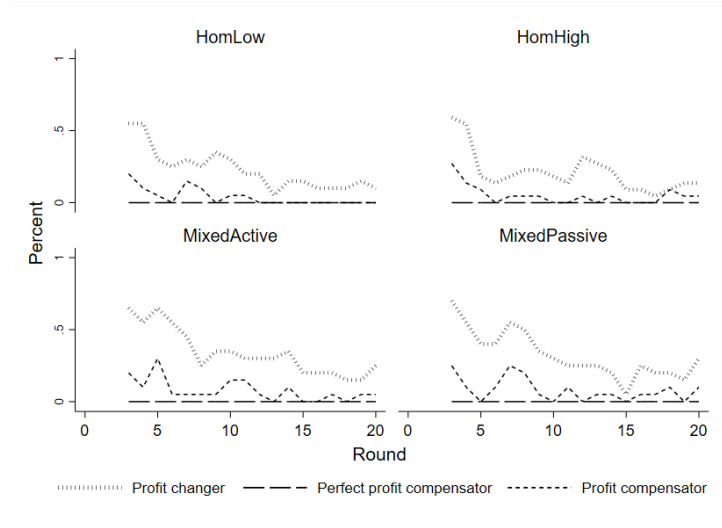 HomLow HomHigh
1
.5
0
MixedActive MixedPassive
1
.5
0
0 5 10 15 20 0 5 10 15 20
Percent
Round
Profit changer Perfect profit compensator Profit compensator